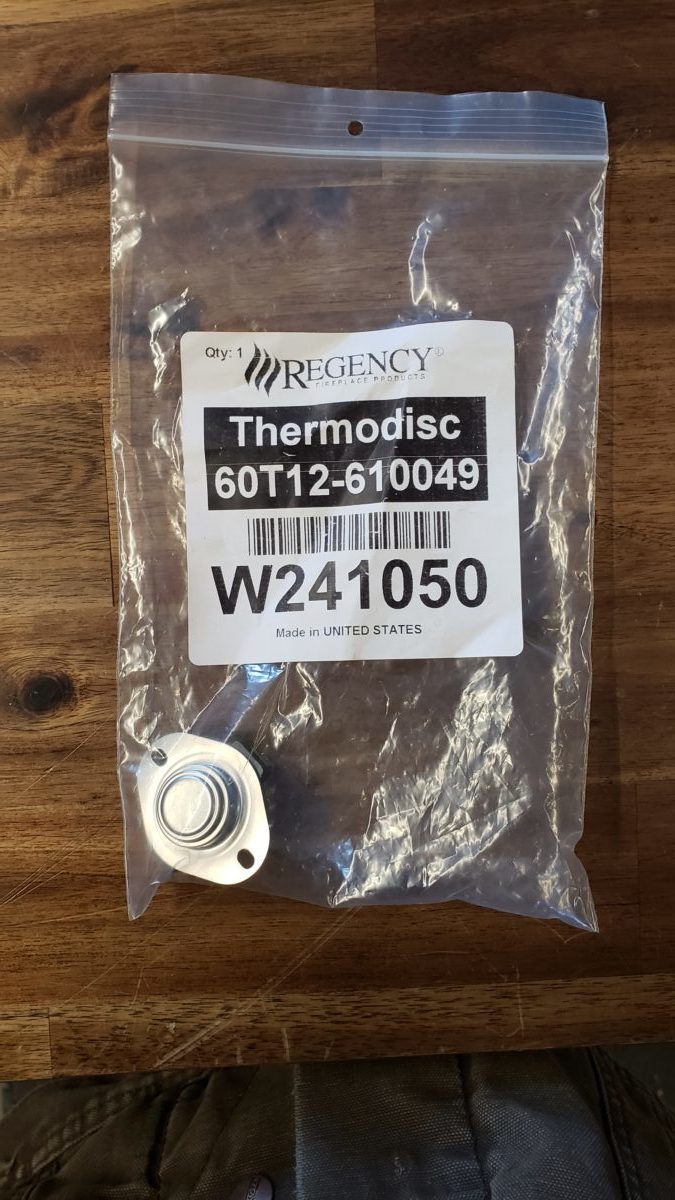 Qty: 1
REGENCY®
FIREPLACE PRODUCTS
Thermodisc
60T12-610049
W241050
Made in UNITED STATES